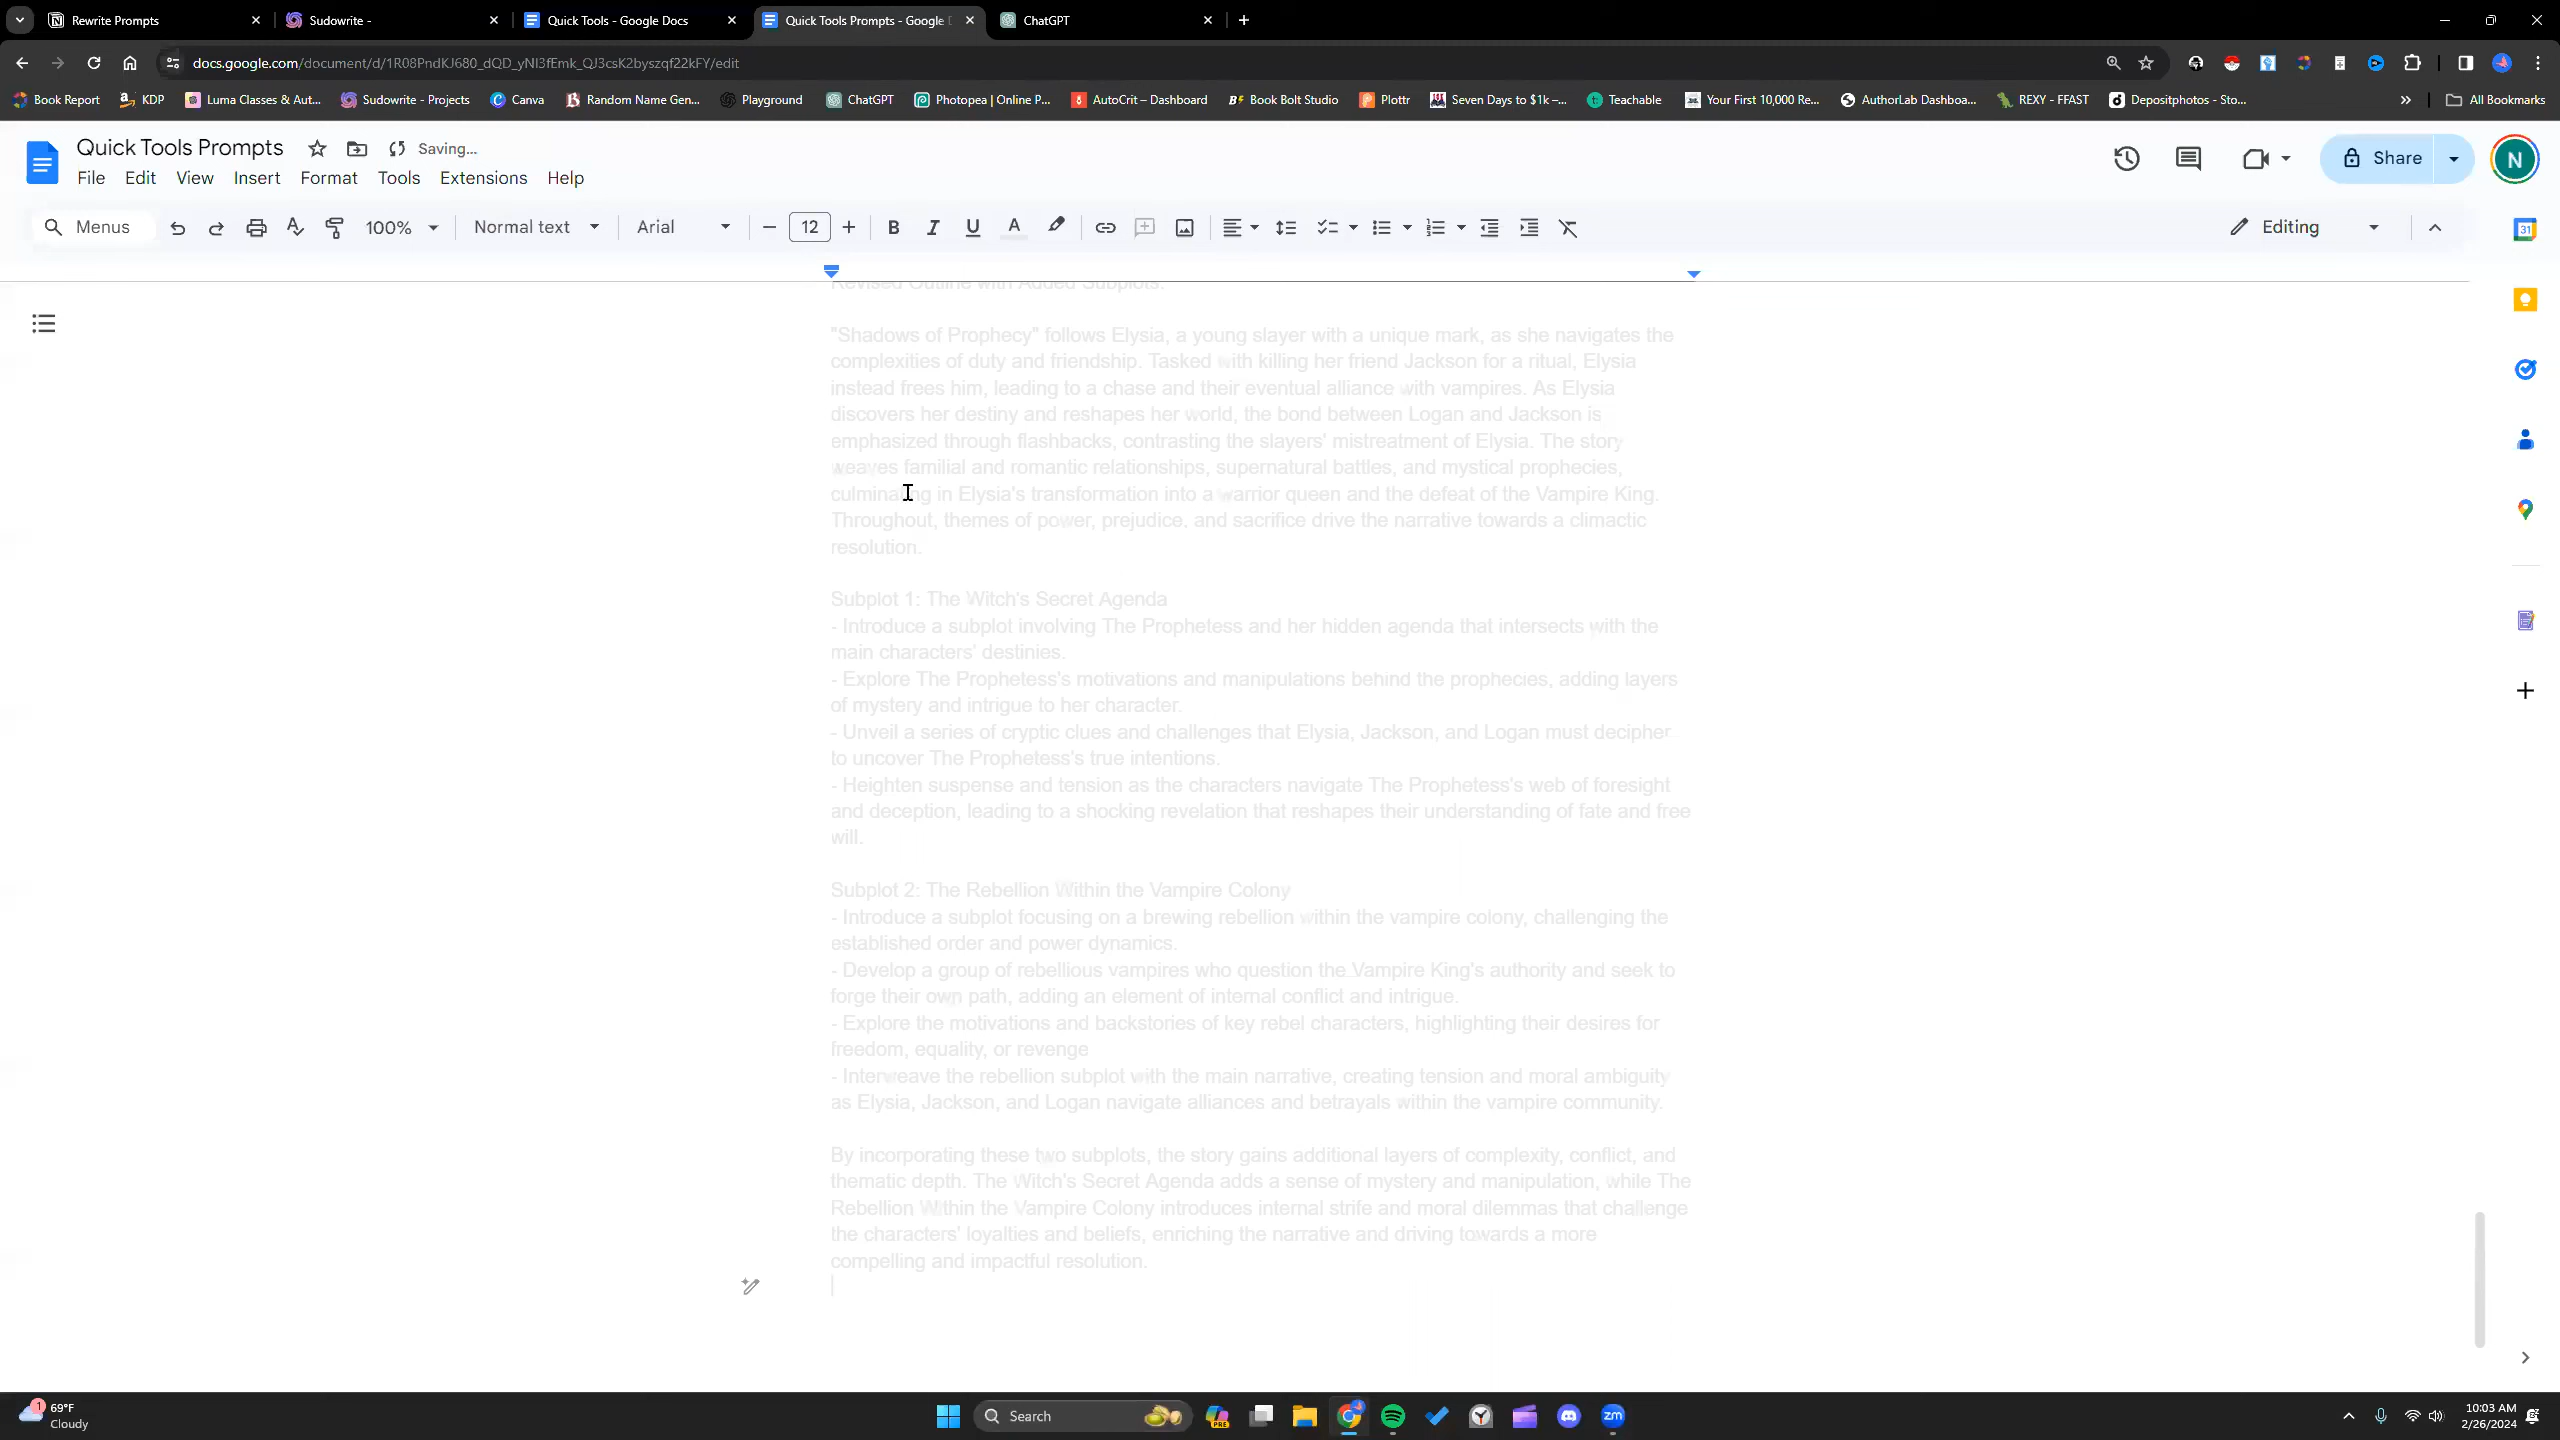 Rewrite Prompts
Sudowrite -
Quick Tools - Google Docs
Quick Tools Prompts - Google D
ChatGPT
docs.google.com/document/d/1R08PndKJ680_dQD_yNI3fEmk_QJ3csK2byszqf22kFY/edit
Book Report
KDP
Luma Classes & Aut...
Sudowrite - Projects
Canva
Random Name Gen...
Playground
ChatGPT
Photopea | Online P...
AutoCrit – Dashboard
Book Bolt Studio
Plottr
Seven Days to $1k –...
Teachable
Your First 10,000 Re...
AuthorLab Dashboa...
REXY - FFAST
Depositphotos - Sto...
All Bookmarks
Quick Tools Prompts
Saving...
File Edit View Insert Format Tools Extensions Help
Share
N
Menus
100%
Normal text
Arial
12
Editing
Revised Outline with Added Subplots:
"Shadows of Prophecy" follows Elysia, a young slayer with a unique mark, as she navigates the
complexities of duty and friendship. Tasked with killing her friend Jackson for a ritual, Elysia
instead frees him, leading to a chase and their eventual alliance with vampires. As Elysia
discovers her destiny and reshapes her world, the bond between Logan and Jackson is
emphasized through flashbacks, contrasting the slayers' mistreatment of Elysia. The story
weaves familial and romantic relationships, supernatural battles, and mystical prophecies,
culminating in Elysia's transformation into a warrior queen and the defeat of the Vampire King.
Throughout, themes of power, prejudice, and sacrifice drive the narrative towards a climactic
resolution.
Subplot 1: The Witch's Secret Agenda
- Introduce a subplot involving The Prophetess and her hidden agenda that intersects with the
main characters' destinies.
- Explore The Prophetess's motivations and manipulations behind the prophecies, adding layers
of mystery and intrigue to her character.
- Unveil a series of cryptic clues and challenges that Elysia, Jackson, and Logan must decipher
to uncover The Prophetess's true intentions.
- Heighten suspense and tension as the characters navigate The Prophetess's web of foresight
and deception, leading to a shocking revelation that reshapes their understanding of fate and free
will.
Subplot 2: The Rebellion Within the Vampire Colony
- Introduce a subplot focusing on a brewing rebellion within the vampire colony, challenging the
established order and power dynamics.
- Develop a group of rebellious vampires who question the Vampire King's authority and seek to
forge their own path, adding an element of internal conflict and intrigue.
- Explore the motivations and backstories of key rebel characters, highlighting their desires for
freedom, equality, or revenge
- Interweave the rebellion subplot with the main narrative, creating tension and moral ambiguity
as Elysia, Jackson, and Logan navigate alliances and betrayals within the vampire community.
By incorporating these two subplots, the story gains additional layers of complexity, conflict, and
thematic depth. The Witch's Secret Agenda adds a sense of mystery and manipulation, while The
Rebellion Within the Vampire Colony introduces internal strife and moral dilemmas that challenge
the characters' loyalties and beliefs, enriching the narrative and driving towards a more
compelling and impactful resolution.
1
69°F
Cloudy
Search
PRE
zm
10:03 AM
2/26/2024